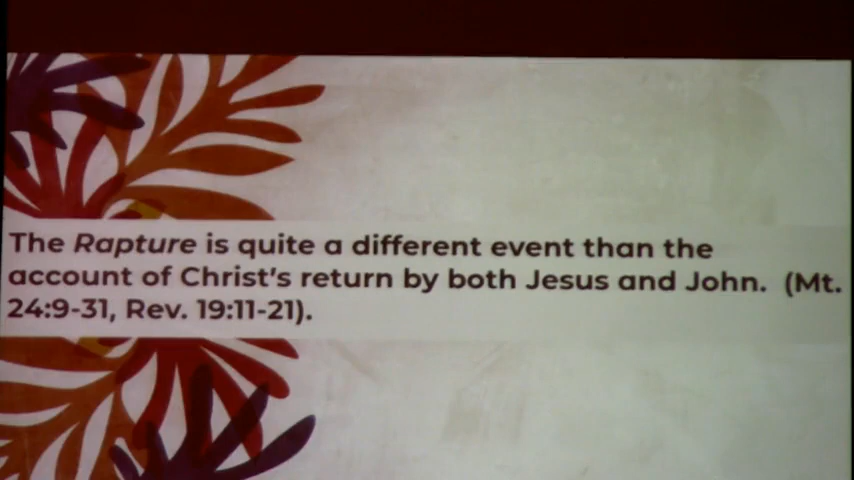 The Rapture is quite a different event than the
account of Christ's return by both Jesus and John.  (Mt.
24:9-31, Rev. 19:11-21).